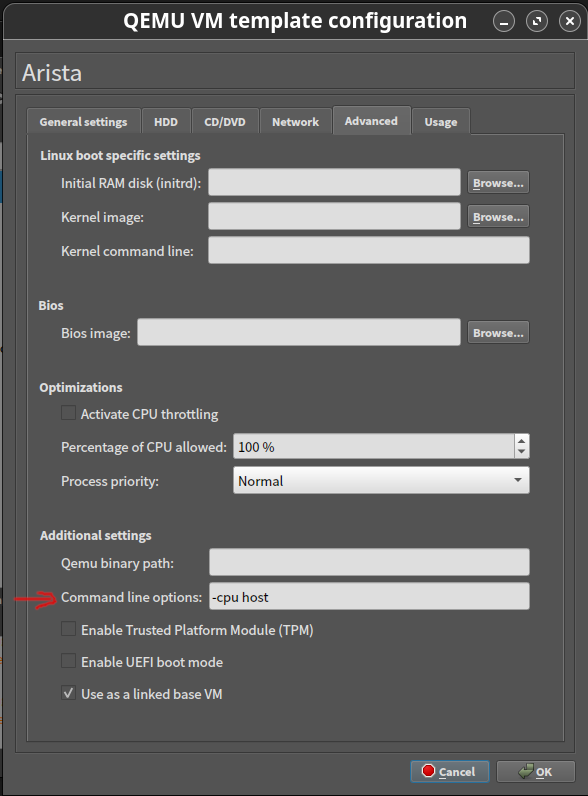 QEMU VM template configuration
Arista
General settings HDD CD/DVD Network Advanced Usage
Linux boot specific settings
Initial RAM disk (initrd): Browse...
Kernel image: Browse...
Kernel command line:
Bios
Bios image: Browse...
Optimizations
Activate CPU throttling
Percentage of CPU allowed: 100 %
Process priority: Normal
Additional settings
Qemu binary path:
Command line options: -cpu host
Enable Trusted Platform Module (TPM)
Enable UEFI boot mode
Use as a linked base VM
Cancel OK